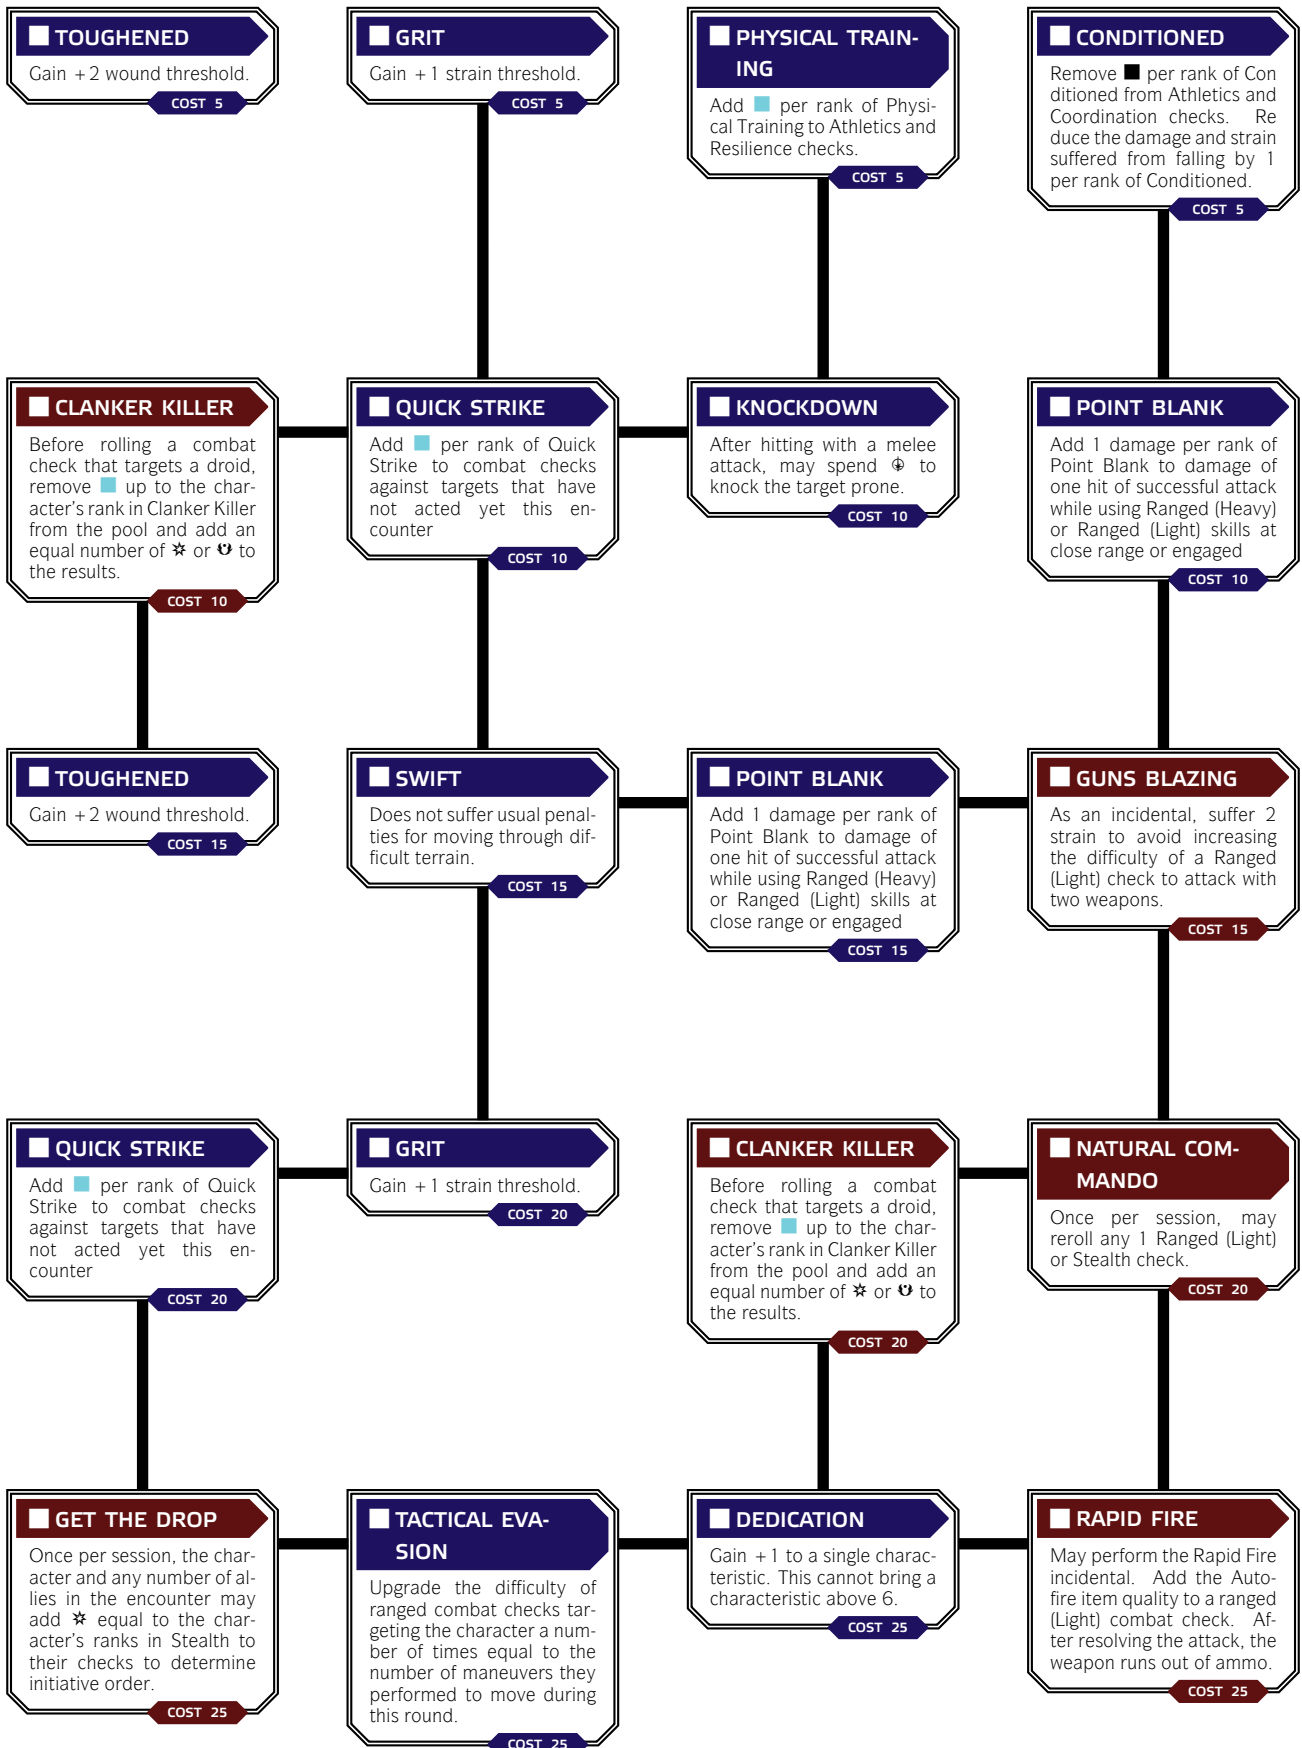 TOUGHENED
Gain +2 wound threshold.
COST 5
GRIT
Gain +1 strain threshold.
COST 5
PHYSICAL TRAIN-
ING
Add per rank of Physi-
cal Training to Athletics and
Resilience checks.
COST 5
CONDITIONED
Remove per rank of Con
ditioned from Athletics and
Coordination checks. Re
duce the damage and strain
suffered from falling by 1
per rank of Conditioned.
COST 5
CLANKER KILLER
Before rolling a combat
check that targets a droid,
remove up to the char-
acter's rank in Clanker Killer
from the pool and add an
equal number of or to
the results.
COST 10
QUICK STRIKE
Add per rank of Quick
Strike to combat checks
against targets that have
not acted yet this en-
counter
COST 10
KNOCKDOWN
After hitting with a melee
attack, may spend to
knock the target prone.
COST 10
POINT BLANK
Add 1 damage per rank of
Point Blank to damage of
one hit of successful attack
while using Ranged (Heavy)
or Ranged (Light) skills at
close range or engaged
COST 10
TOUGHENED
Gain +2 wound threshold.
COST 15
SWIFT
Does not suffer usual penal-
ties for moving through dif-
ficult terrain.
COST 15
POINT BLANK
Add 1 damage per rank of
Point Blank to damage of
one hit of successful attack
while using Ranged (Heavy)
or Ranged (Light) skills at
close range or engaged
COST 15
GUNS BLAZING
As an incidental, suffer 2
strain to avoid increasing
the difficulty of a Ranged
(Light) check to attack with
two weapons.
COST 15
QUICK STRIKE
Add per rank of Quick
Strike to combat checks
against targets that have
not acted yet this en-
counter
COST 20
GRIT
Gain +1 strain threshold.
COST 20
CLANKER KILLER
Before rolling a combat
check that targets a droid,
remove up to the char-
acter's rank in Clanker Killer
from the pool and add an
equal number of or to
the results.
COST 20
NATURAL COM-
MANDO
Once per session, may
reroll any 1 Ranged (Light)
or Stealth check.
COST 20
GET THE DROP
Once per session, the char-
acter and any number of al-
lies in the encounter may
add equal to the char-
acter's ranks in Stealth to
their checks to determine
initiative order.
COST 25
TACTICAL EVA-
SION
Upgrade the difficulty of
ranged combat checks tar-
geting the character a num-
ber of times equal to the
number of maneuvers they
performed to move during
this round.
COST 25
DEDICATION
Gain +1 to a single charac-
teristic. This cannot bring a
characteristic above 6.
COST 25
RAPID FIRE
May perform the Rapid Fire
incidental. Add the Auto-
fire item quality to a ranged
(Light) combat check. Af-
ter resolving the attack, the
weapon runs out of ammo.
COST 25